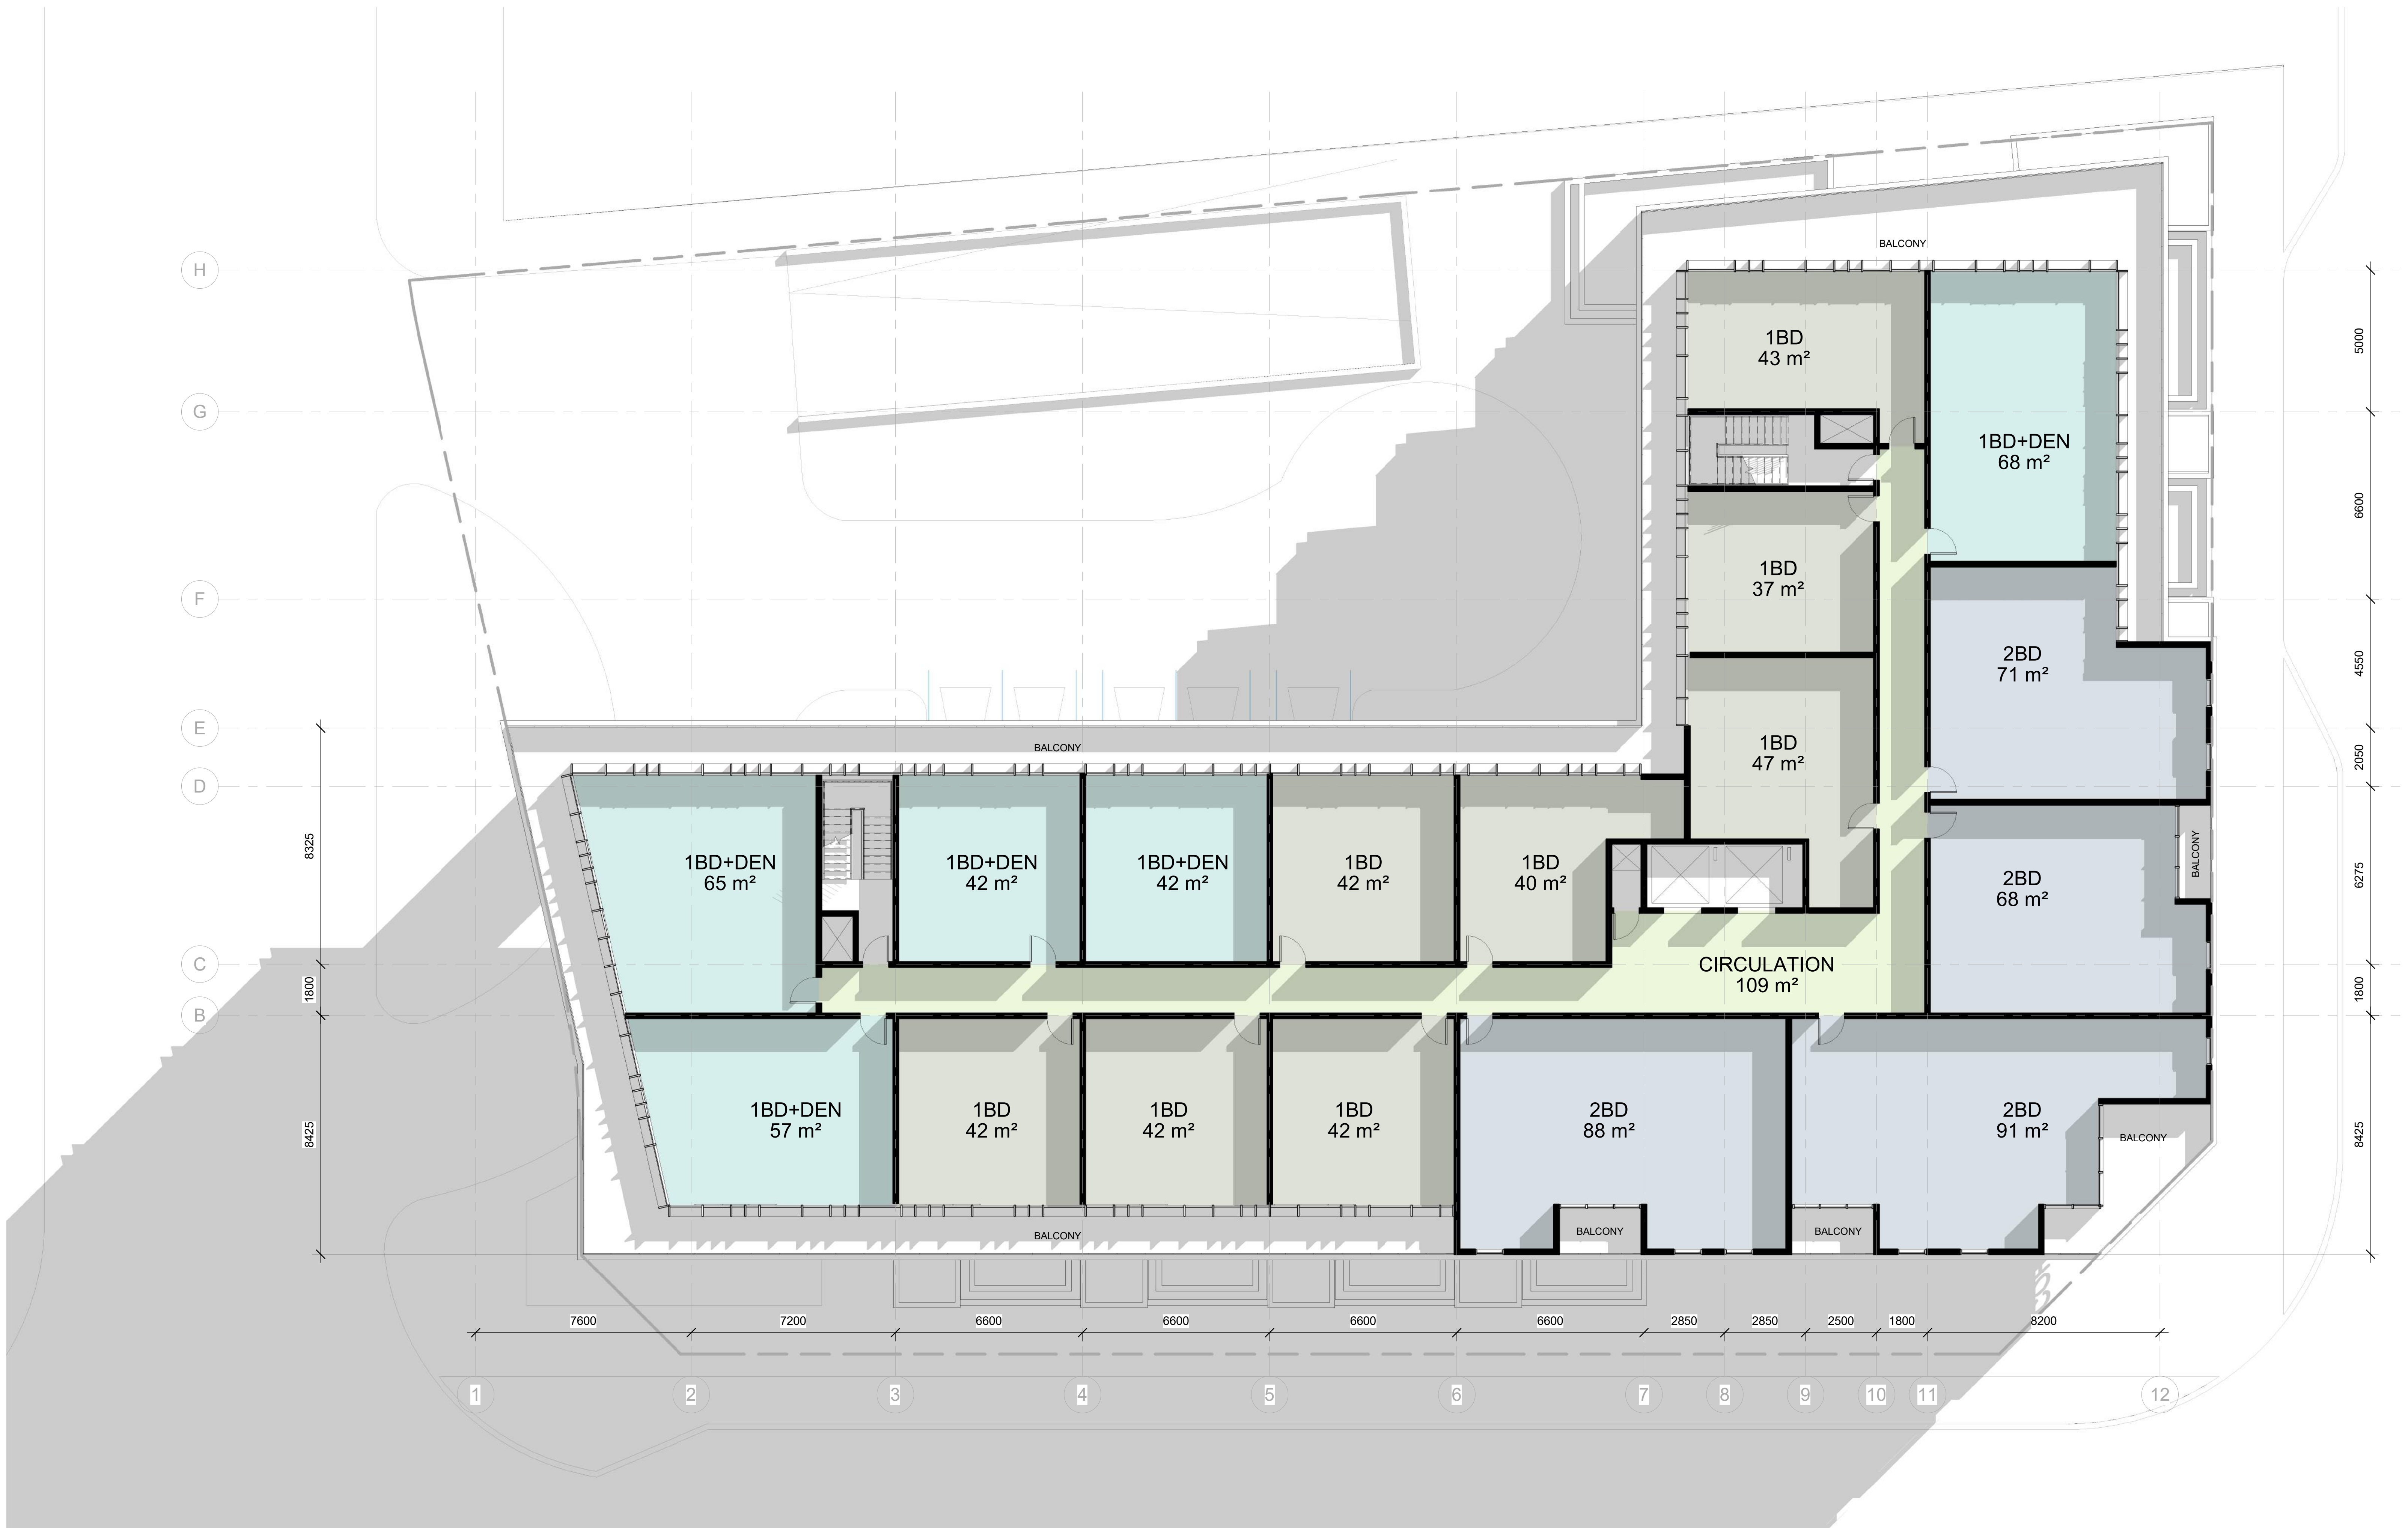 BALCONY
H
1BD
43 m²
5000
G
1BD+DEN
68 m²
6600
1BD
37 m²
F
2BD
71 m²
4550
E
BALCONY
1BD
47 m²
2050
D
8325
1BD+DEN
65 m²
1BD+DEN
42 m²
1BD+DEN
42 m²
1BD
42 m²
1BD
40 m²
2BD
68 m²
BALCONY
6275
C
CIRCULATION
109 m²
1800
1800
B
8425
1BD+DEN
57 m²
1BD
42 m²
1BD
42 m²
1BD
42 m²
2BD
88 m²
2BD
91 m²
BALCONY
8425
BALCONY
BALCONY
BALCONY
7600
7200
6600
6600
6600
6600
2850
2850
2500
1800
8200
1
2
3
4
5
6
7
8
9
10
11
12